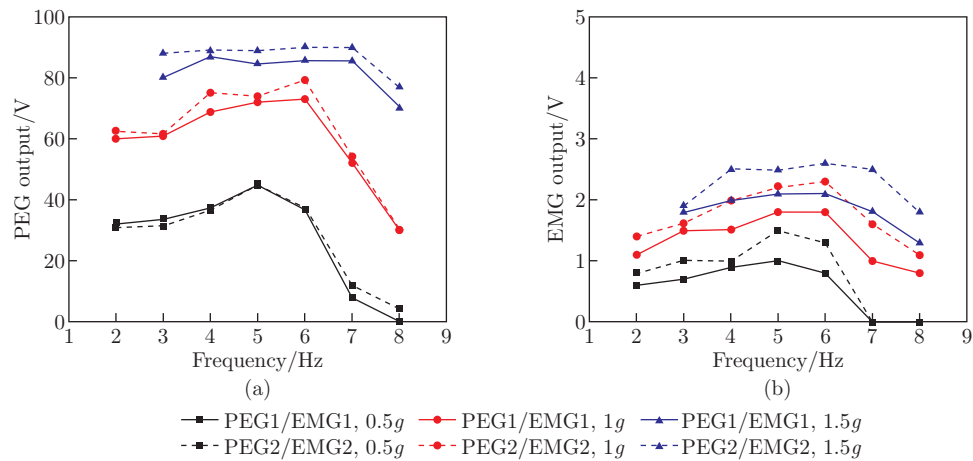 100
80
60
40
20
0
PEG output/V
1 2 3 4 5 6 7 8 9
Frequency/Hz
(a)
5
4
3
2
1
0
EMG output/V
1 2 3 4 5 6 7 8 9
Frequency/Hz
(b)
PEG1/EMG1, 0.5g PEG1/EMG1, 1g PEG1/EMG1, 1.5g
PEG2/EMG2, 0.5g PEG2/EMG2, 1g PEG2/EMG2, 1.5g